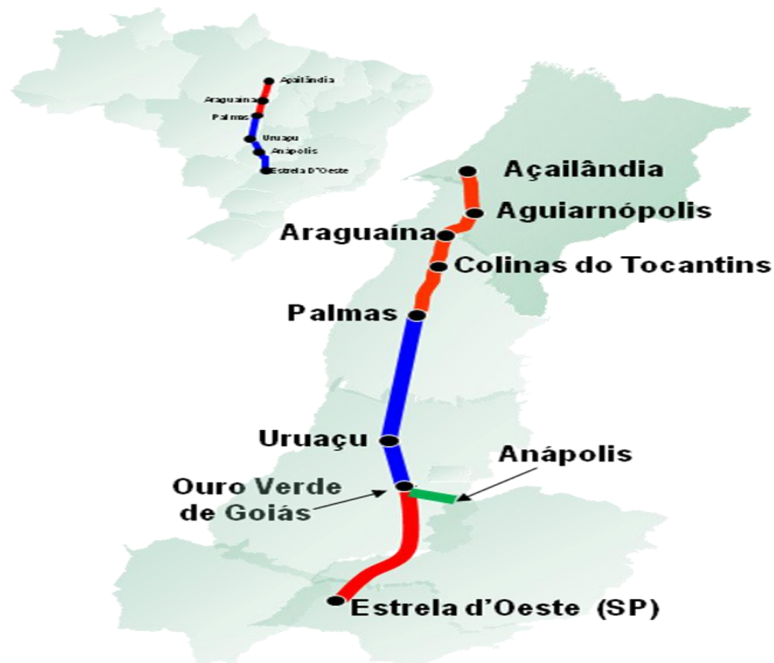 Açailândia
Araguaína
Palmas
Uruaçu
Anápolis
Estrela D"Oeste
Açailândia
Aguiarnópolis
Araguaína
Colinas do Tocantins
Palmas
Uruaçu
Anápolis
Ouro Verde
de Goiás
Estrela d’Oeste (SP)